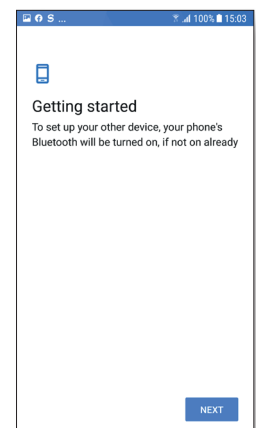 S ... 100% 15:03
Getting started
To set up your other device, your phone's
Bluetooth will be turned on, if not on already
NEXT